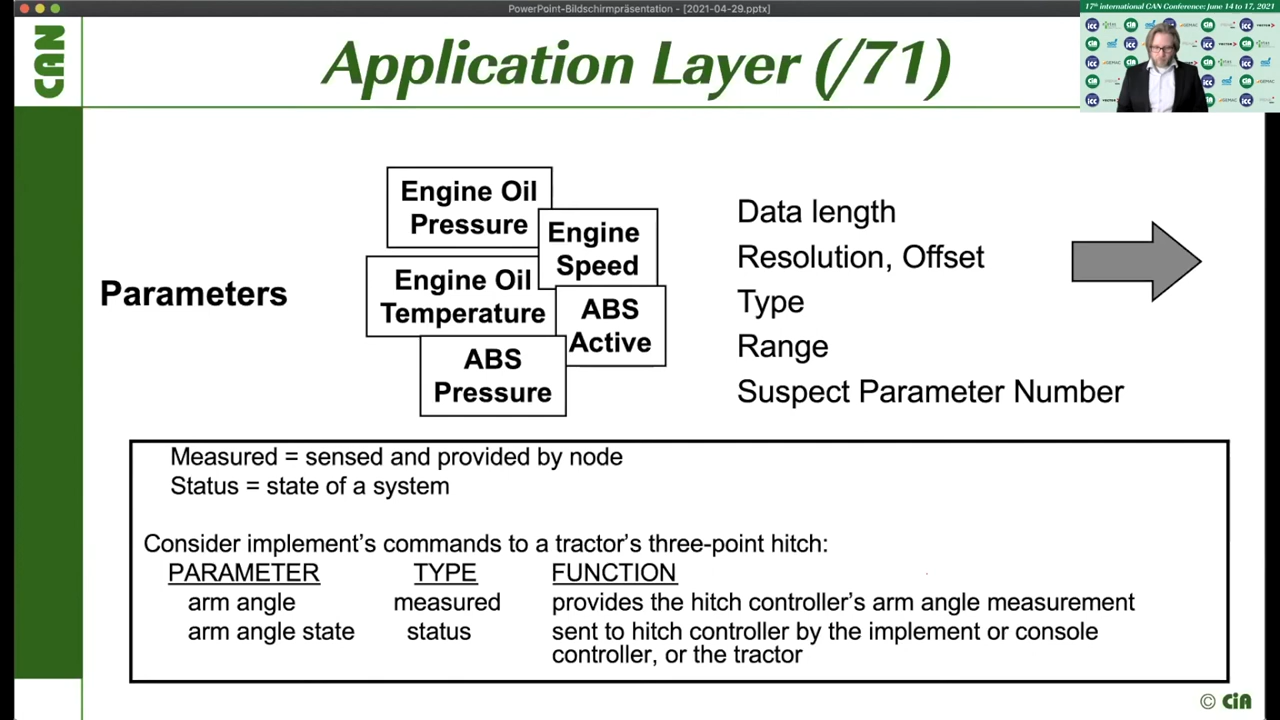 PowerPoint-Bildschirmpräsentation - [2021-04-29.pptx]
17th international CAN Conference: June 14 to 17, 2021
CAN
Application Layer (/71)
Parameters
Engine Oil
Pressure
Engine
Speed
Engine Oil
Temperature
ABS
Active
ABS
Pressure
Data length
Resolution, Offset
Type
Range
Suspect Parameter Number
Measured = sensed and provided by node
Status = state of a system
Consider implement's commands to a tractor's three-point hitch:
PARAMETER TYPE FUNCTION
arm angle measured provides the hitch controller's arm angle measurement
arm angle state status sent to hitch controller by the implement or console
controller, or the tractor
© CiA